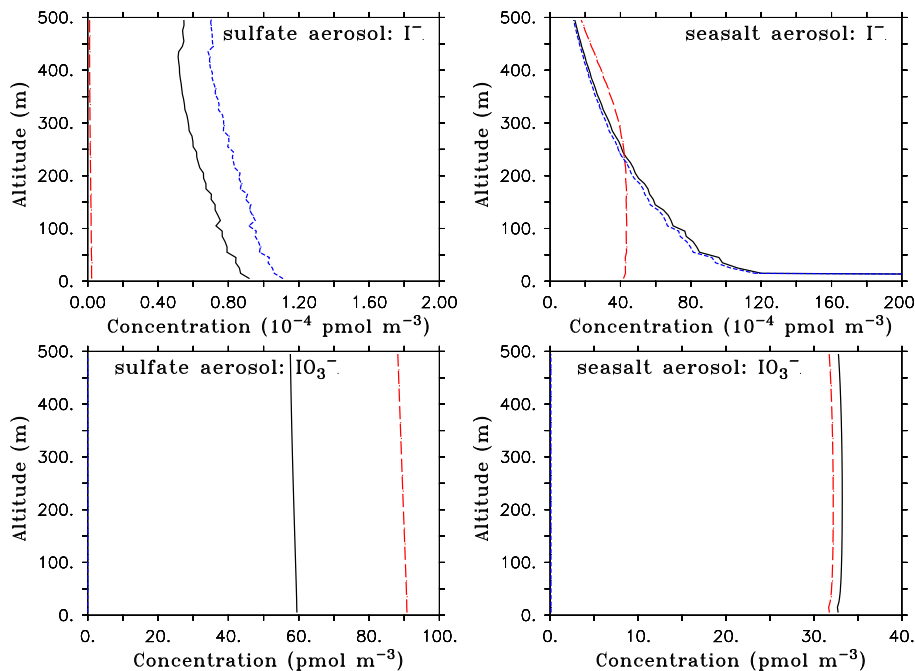 500.
400.
300.
200.
100.
0.
Altitude (m)
sulfate aerosol: I⁻
0.00 0.40 0.80 1.20 1.60 2.00
Concentration (10⁻⁴ pmol m⁻³)
500.
400.
300.
200.
100.
0.
Altitude (m)
seasalt aerosol: I⁻
0. 40. 80. 120. 160. 200.
Concentration (10⁻⁴ pmol m⁻³)
500.
400.
300.
200.
100.
0.
Altitude (m)
sulfate aerosol: IO₃⁻
0. 20. 40. 60. 80. 100.
Concentration (pmol m⁻³)
500.
400.
300.
200.
100.
0.
Altitude (m)
seasalt aerosol: IO₃⁻
0. 10. 20. 30. 40.
Concentration (pmol m⁻³)